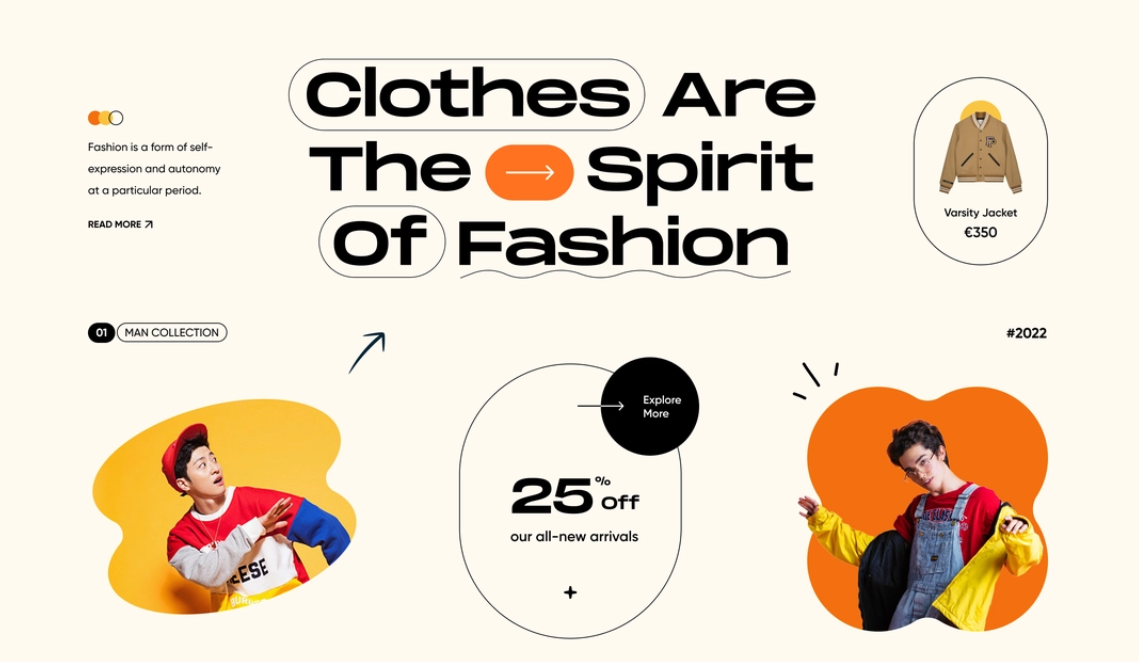 Clothes Are
The Spirit
Of Fashion
Fashion is a form of self-
expression and autonomy
at a particular period.
READ MORE
Varsity Jacket
€350
01 MAN COLLECTION
#2022
Explore
More
25% Off
our all-new arrivals
EESE